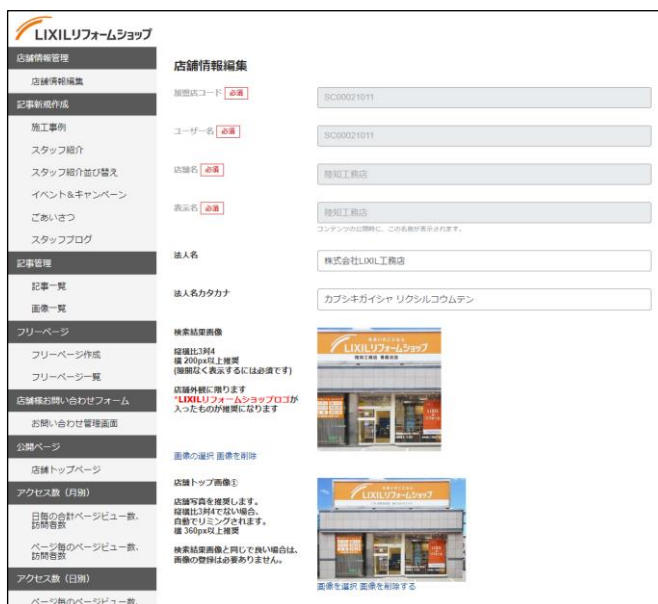 LIXILリフォームショップ
店舗情報管理
店舗情報編集
記事新規作成
施工事例
スタッフ紹介
スタッフ紹介並び替え
イベント&キャンペーン
ごあいさつ
スタッフブログ
記事管理
記事一覧
画像一覧
フリーページ
フリーページ作成
フリーページ一覧
店舗様お問い合わせフォーム
お問い合わせ管理画面
公開ページ
店舗トップページ
アクセス数（月別）
日毎の合計ページビュー数、
訪問者数
ページ毎のページビュー数、
訪問者数
アクセス数（日別）
ページ毎のページビュー数、
店舗情報編集
加盟店コード 必須
SC00021011
ユーザー名 必須
SC00021011
店舗名 必須
陸知工務店
表示名 必須
陸知工務店
コンテンツの公開時に、この名前が表示されます。
法人名
株式会社LIXIL工務店
法人名カタカナ
カブシキガイシャ リクシルコウムテン
検索結果画像
縦横比3対4
横 200px以上推奨
(隙間なく表示するには必須です)
店舗外観に限ります
*LIXILリフォームショップロゴが
入ったものが推奨になります
LIXILリフォームショップ
画像の選択 画像を削除
店舗トップ画像①
店舗写真を推奨します。
縦横比3対4でない場合、
自動でリミングされます。
横 360px以上推奨
検索結果画像と同じで良い場合は、
画像の登録は必要ありません。
LIXILリフォームショップ
画像を選択 画像を削除する